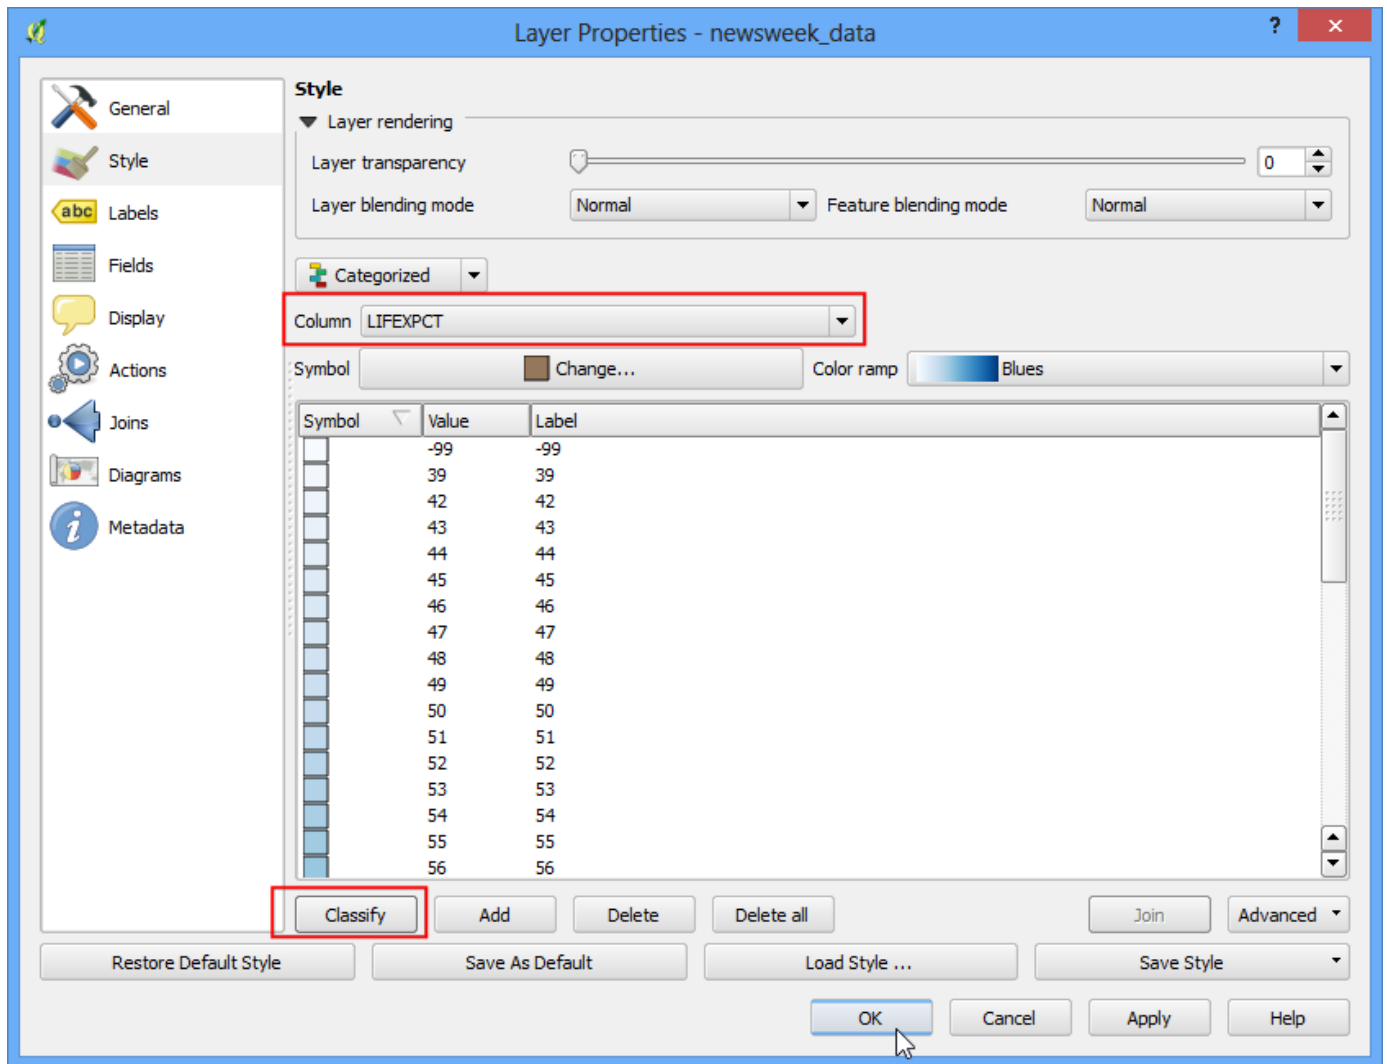 Layer Properties - newsweek_data
?
General
Style
Labels
Fields
Display
Actions
Joins
Diagrams
Metadata
abc
i
Style
Layer rendering
Layer transparency 0
Layer blending mode Normal Feature blending mode Normal
Categorized
Column LIFEXPCT
Symbol Change... Color ramp Blues
Symbol Value Label
-99 -99
39 39
42 42
43 43
44 44
45 45
46 46
47 47
48 48
49 49
50 50
51 51
52 52
53 53
54 54
55 55
56 56
Classify Add Delete Delete all Join Advanced
Restore Default Style Save As Default Load Style ... Save Style
OK Cancel Apply Help